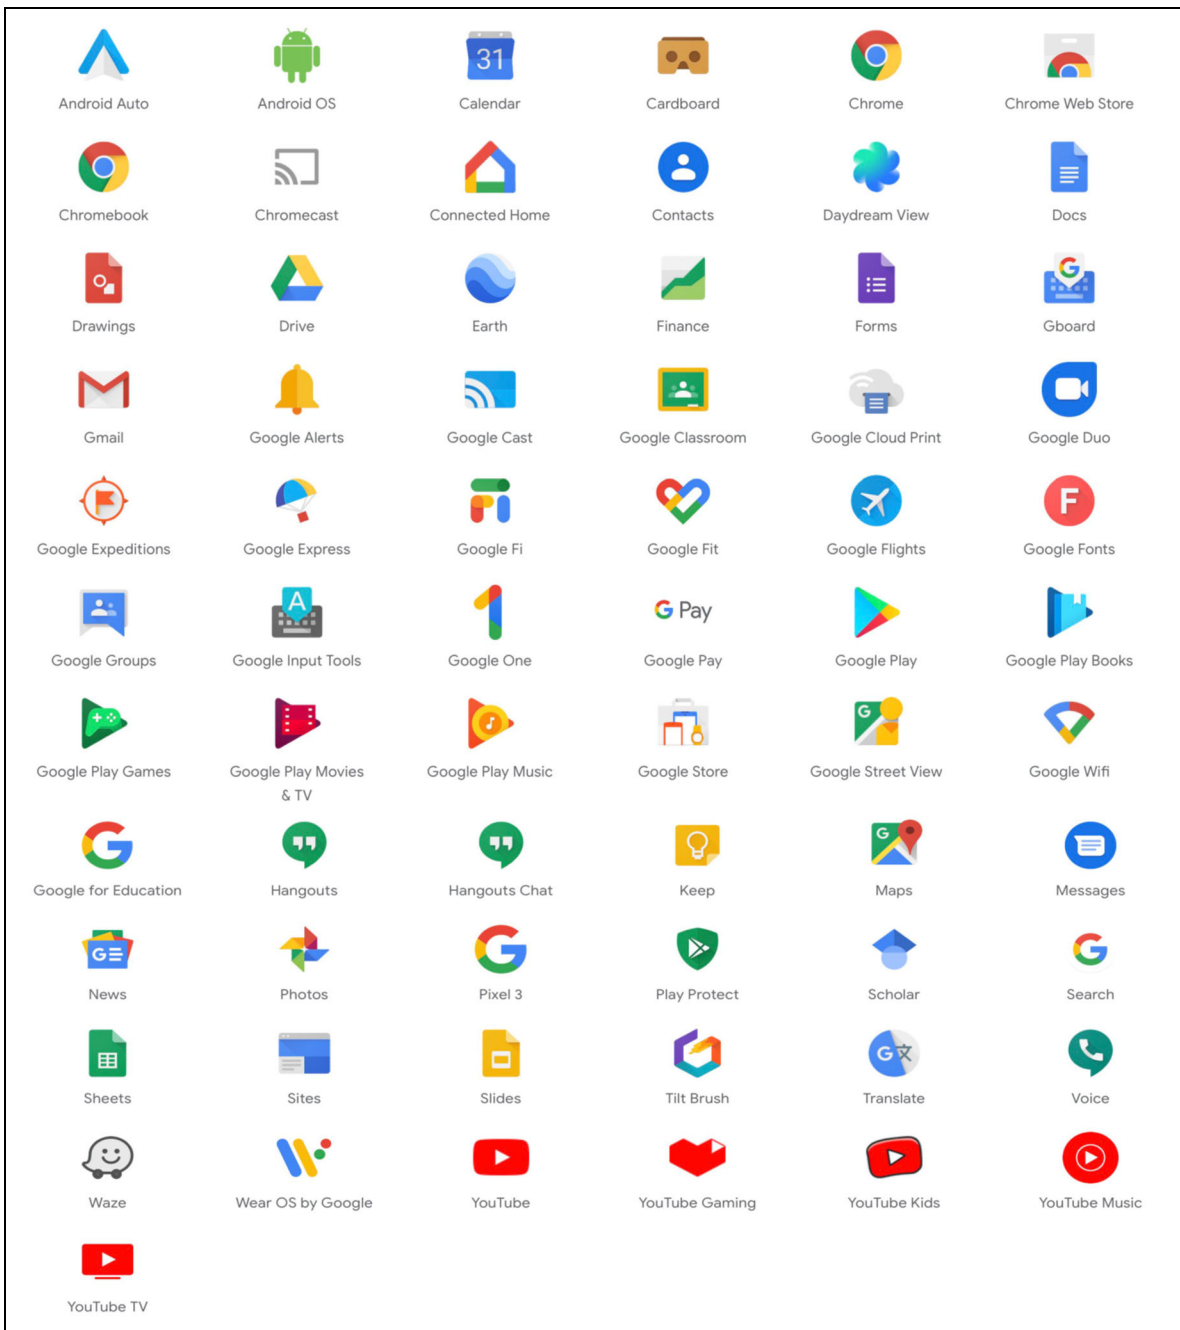 Android Auto
Android OS
31
Calendar
Cardboard
Chrome
Chrome Web Store
Chromebook
Chromecast
Connected Home
Contacts
Daydream View
Docs
Drawings
Drive
Earth
Finance
Forms
G
Gboard
Gmail
Google Alerts
Google Cast
Google Classroom
Google Cloud Print
Google Duo
Google Expeditions
Google Express
Google Fi
Google Fit
Google Flights
F
Google Fonts
Google Groups
A
Google Input Tools
1
Google One
G Pay
Google Pay
Google Play
Google Play Books
Google Play Games
Google Play Movies
& TV
Google Play Music
Google Store
G
Google Street View
Google Wifi
G
Google for Education
Hangouts
Hangouts Chat
Keep
G
Maps
Messages
G
News
Photos
G
Pixel 3
Play Protect
Scholar
G
Search
Sheets
Sites
Slides
Tilt Brush
G文
Translate
Voice
Waze
Wear OS by Google
YouTube
YouTube Gaming
YouTube Kids
YouTube Music
YouTube TV